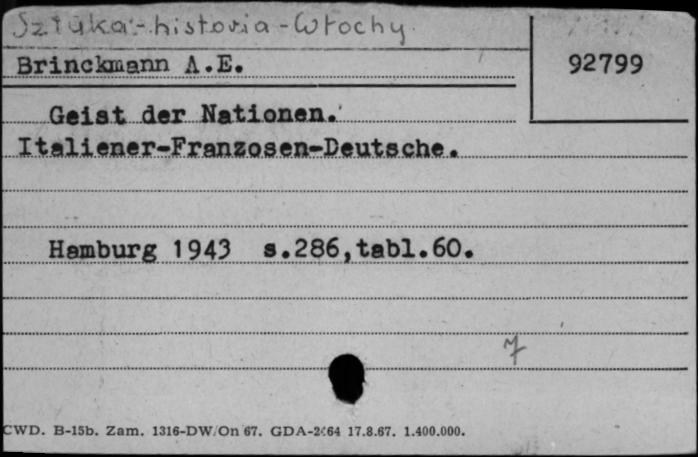 Sztuka-historia-Włochy
Brinckmann A.E.
92799
Geist der Nationen.
Italiener-Franzosen-Deutsche.
Hamburg 1943 s.286,tabl.60.
7
CWD. B-15b. Zam. 1316-DW/On 67. GDA-2464 17.8.67. 1.400.000.